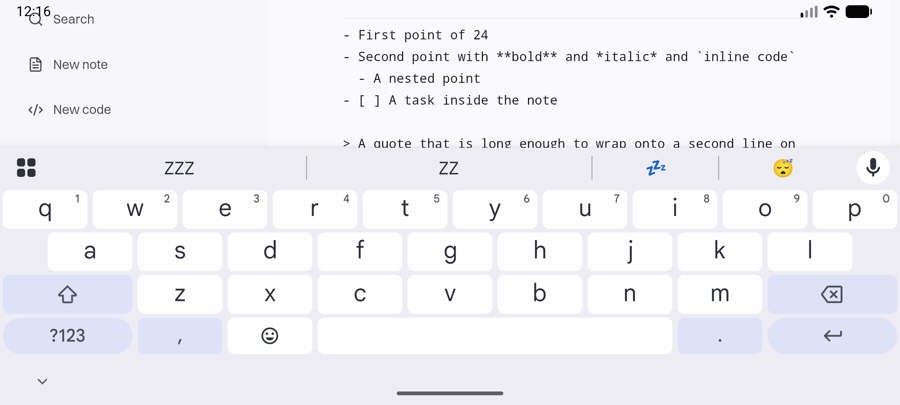 12:16
Search
New note
New code
- First point of 24
- Second point with **bold** and *italic* and `inline code`
- A nested point
- [ ] A task inside the note
> A quote that is long enough to wrap onto a second line on
ZZZ ZZ 💤 😴
q 1 w 2 e 3 r 4 t 5 y 6 u 7 i 8 o 9 p 0
a s d f g h j k l
z x c v b n m
?123 , .